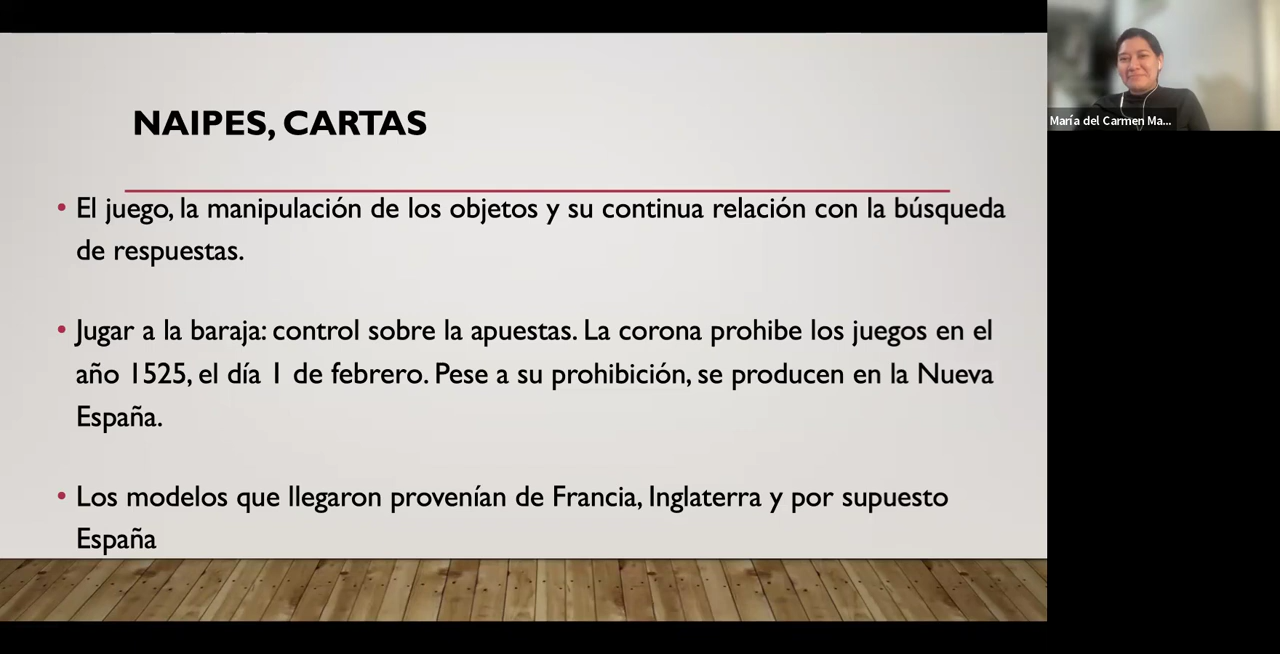 NAIPES, CARTAS
• El juego, la manipulación de los objetos y su continua relación con la búsqueda
de respuestas.
• Jugar a la baraja: control sobre la apuestas. La corona prohibe los juegos en el
año 1525, el día 1 de febrero. Pese a su prohibición, se producen en la Nueva
España.
• Los modelos que llegaron provenían de Francia, Inglaterra y por supuesto
España
María del Carmen Ma...